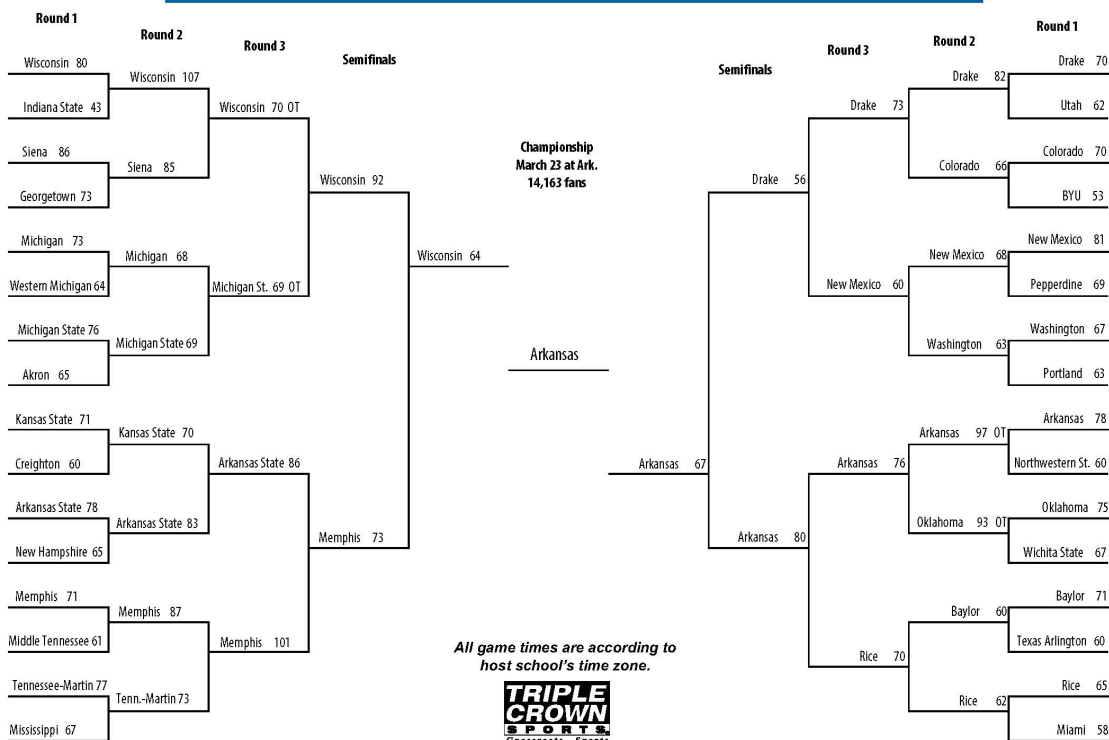 Round 1
Round 2
Round 3
Semifinals
Wisconsin 80
Indiana State 43
Siena 86
Georgetown 73
Michigan 73
Western Michigan 64
Michigan State 76
Akron 65
Kansas State 71
Creighton 60
Arkansas State 78
New Hampshire 65
Memphis 71
Middle Tennessee 61
Tennessee-Martin 77
Mississippi 67
Wisconsin 107
Siena 85
Michigan 68
Michigan State 69
Kansas State 70
Arkansas State 83
Memphis 87
Tenn.-Martin 73
Wisconsin 70 OT
Michigan St. 69 OT
Arkansas State 86
Memphis 101
Wisconsin 92
Memphis 73
Wisconsin 64
Championship
March 23 at Ark.
14,163 fans
Arkansas
Arkansas 67
Semifinals
Round 3
Round 2
Round 1
Drake 56
Arkansas 80
Drake 73
New Mexico 60
Arkansas 76
Rice 70
Drake 82
Colorado 66
New Mexico 68
Washington 63
Arkansas 97 OT
Oklahoma 93 OT
Baylor 60
Rice 62
Drake 70
Utah 62
Colorado 70
BYU 53
New Mexico 81
Pepperdine 69
Washington 67
Portland 63
Arkansas 78
Northwestern St. 60
Oklahoma 75
Wichita State 67
Baylor 71
Texas Arlington 60
Rice 65
Miami 58
All game times are according to
host school's time zone.
TRIPLE
CROWN
SPORTS